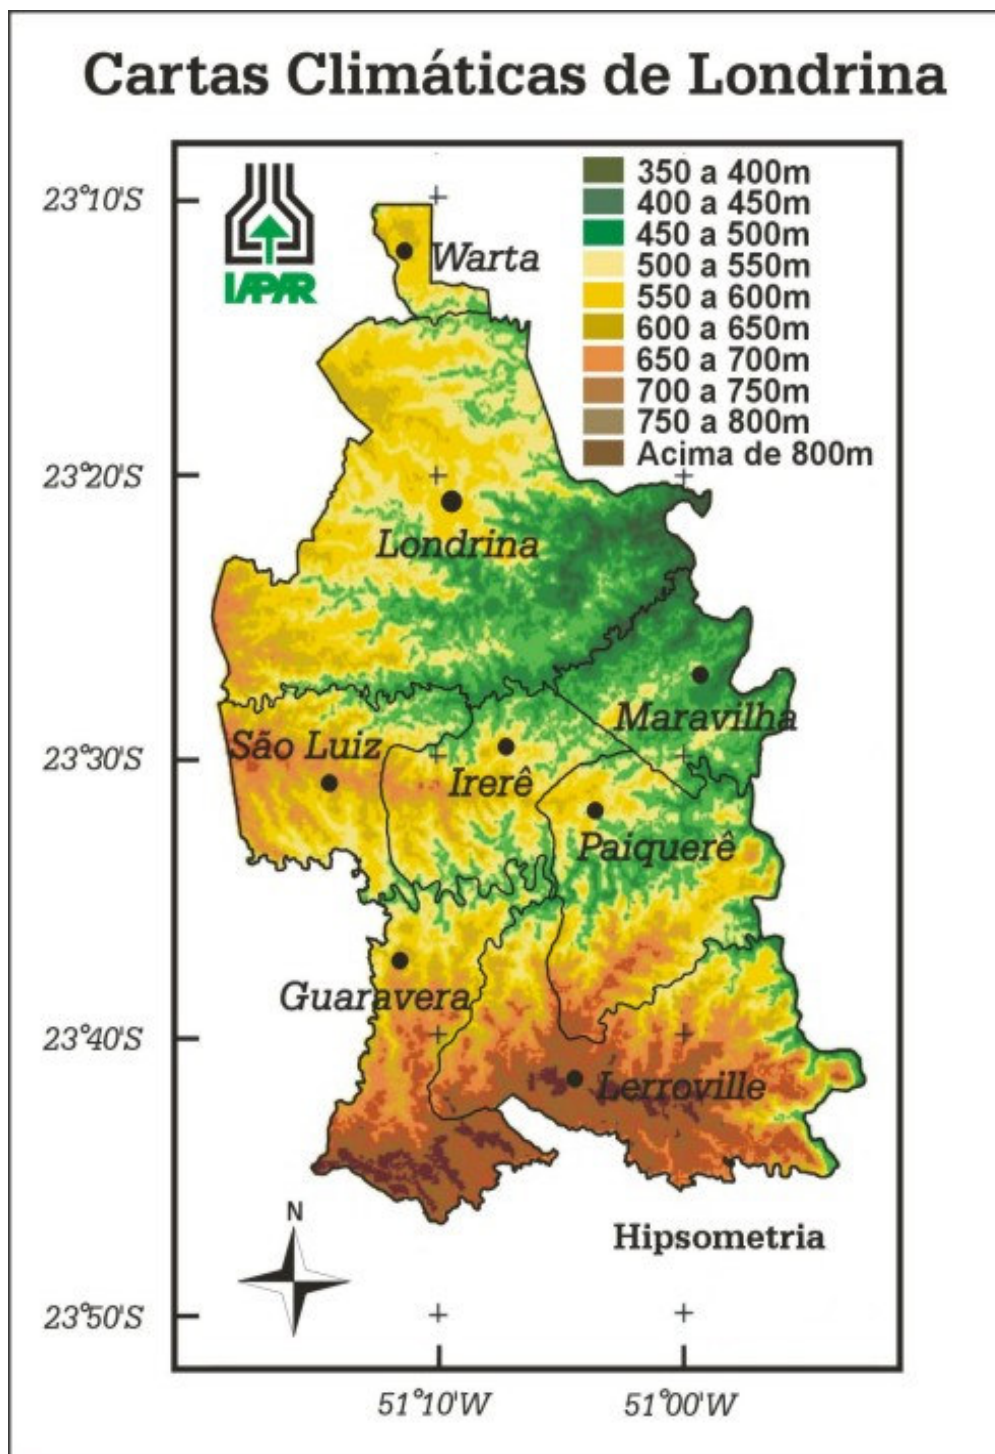 Cartas Climáticas de Londrina
IAPAR
350 a 400m
400 a 450m
450 a 500m
500 a 550m
550 a 600m
600 a 650m
650 a 700m
700 a 750m
750 a 800m
Acima de 800m
23°10'S
Warta
23°20'S
Londrina
Maravilha
São Luiz
23°30'S
Irerê
Paiquerê
Guaravera
23°40'S
Lerroville
N
Hipsometria
23°50'S
51°10'W
51°00'W